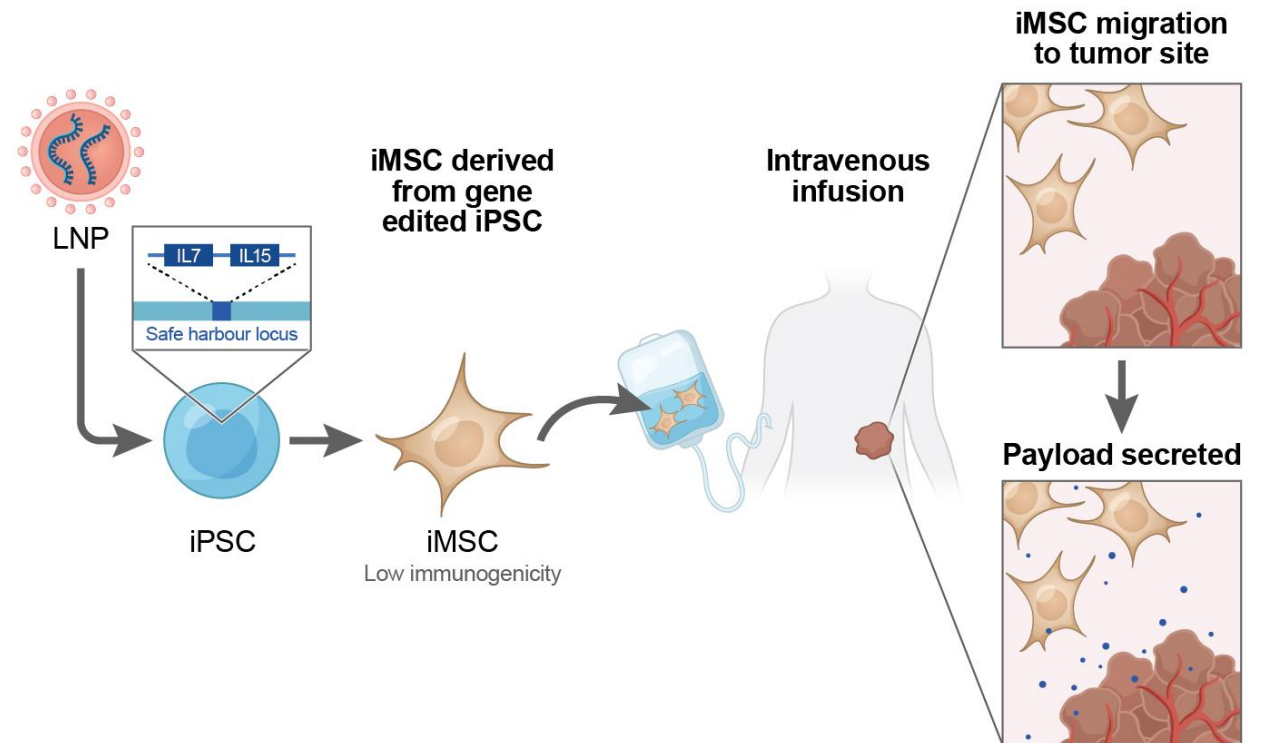 LNP
IL7
IL15
Safe harbour locus
iPSC
iMSC derived
from gene
edited iPSC
iMSC
Low immunogenicity
Intravenous
infusion
iMSC migration
to tumor site
Payload secreted